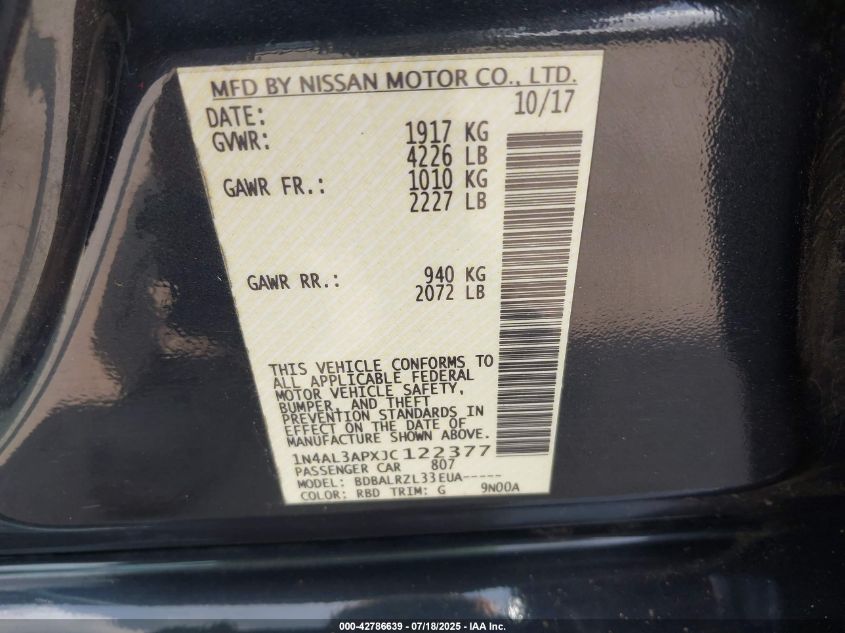 MFD BY NISSAN MOTOR CO., LTD.
DATE: 10/17
GVWR: 1917 KG
4226 LB
GAWR FR.: 1010 KG
2227 LB
GAWR RR.: 940 KG
2072 LB
THIS VEHICLE CONFORMS TO
ALL APPLICABLE FEDERAL
MOTOR VEHICLE SAFETY,
BUMPER, AND THEFT
PREVENTION STANDARDS IN
EFFECT ON THE DATE OF
MANUFACTURE SHOWN ABOVE.
1N4AL3APXJC122377
PASSENGER CAR 807
MODEL: BDBALRZL33EUA-----
COLOR: RBD TRIM: G 9N00A
000-42786639 - 07/18/2025 - IAA Inc.